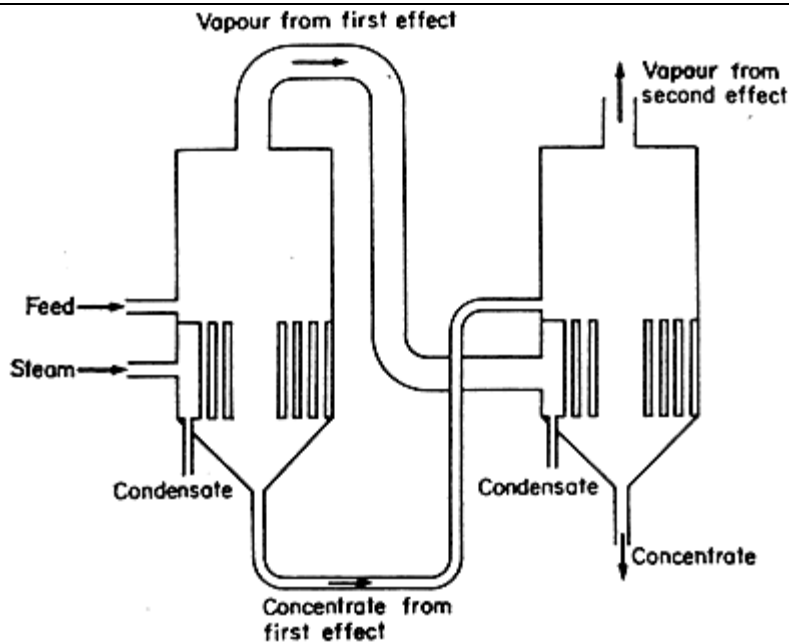 Vapour from first effect
Vapour from
second effect
Feed
Steam
Condensate
Condensate
Concentrate
Concentrate from
first effect